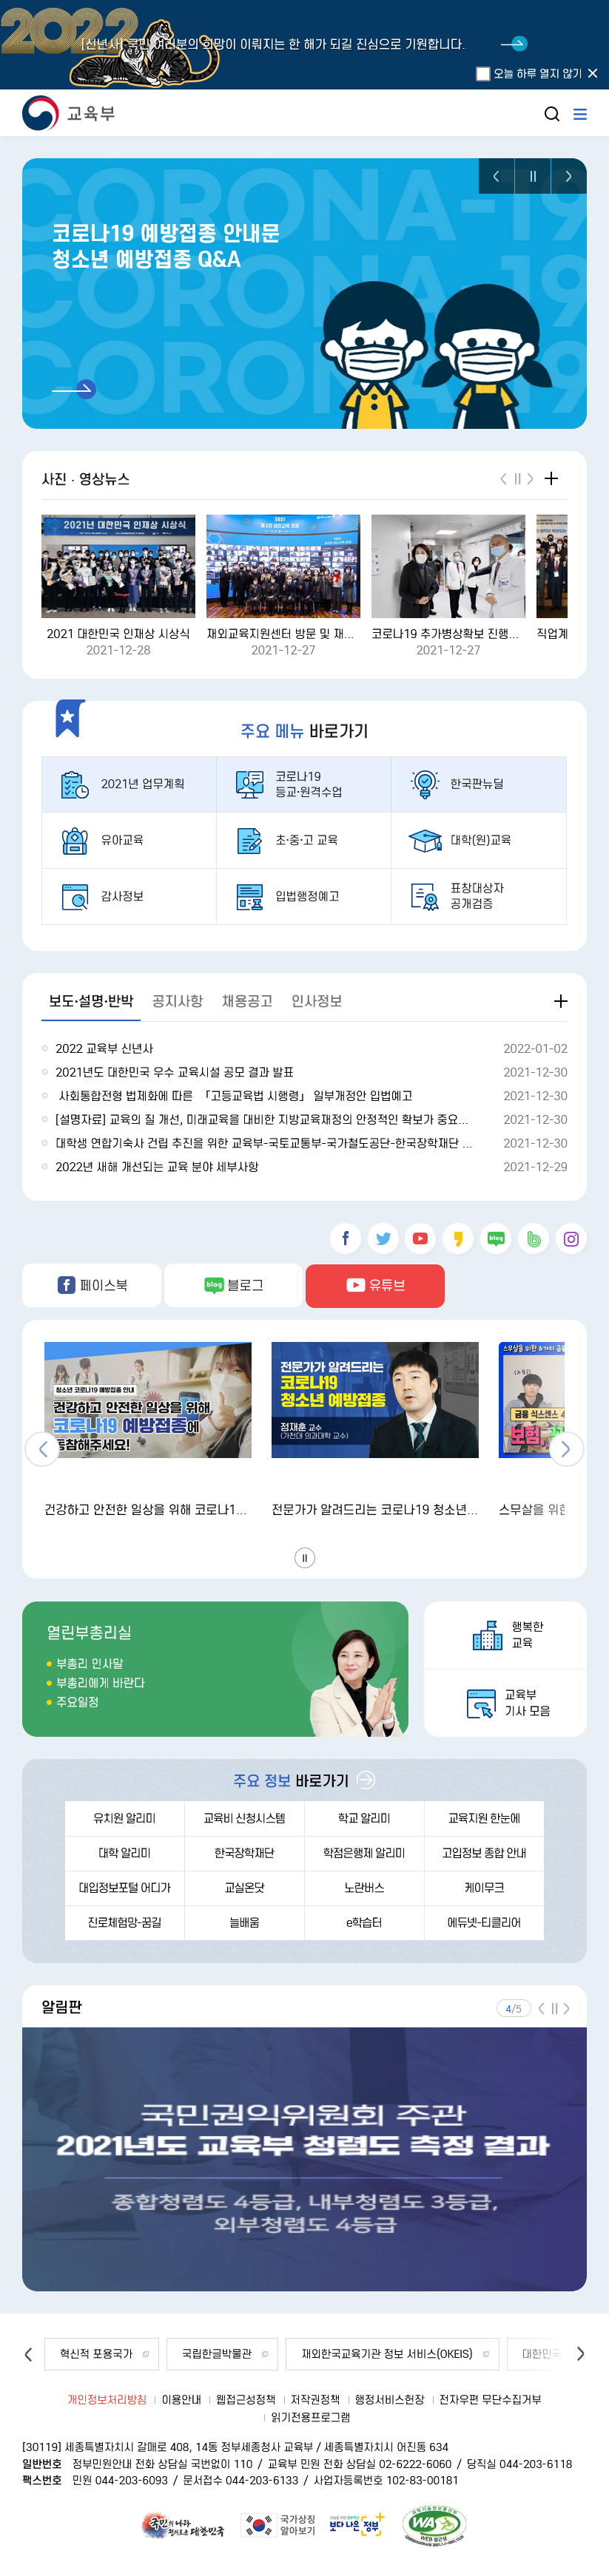 2022
[신년사] 국민 여러분의 희망이 이뤄지는 한 해가 되길 진심으로 기원합니다.
오늘 하루 열지 않기
교육부
CORONA-19
CORONA-19
CORONA-19
코로나19 예방접종 안내문
청소년 예방접종 Q&A
사진 · 영상뉴스
2021년 대한민국 인재상 시상식
2021 대한민국 인재상 시상식
2021-12-28
재외교육지원센터 방문 및 재...
2021-12-27
코로나19 추가병상확보 진행...
2021-12-27
직업계
주요 메뉴 바로가기
2021년 업무계획
코로나19
등교·원격수업
한국판뉴딜
유아교육
초·중·고 교육
대학(원)교육
감사정보
입법행정예고
표창대상자
공개검증
보도·설명·반박 공지사항 채용공고 인사정보
2022 교육부 신년사 2022-01-02
2021년도 대한민국 우수 교육시설 공모 결과 발표 2021-12-30
사회통합전형 법제화에 따른 「고등교육법 시행령」 일부개정안 입법예고 2021-12-30
[설명자료] 교육의 질 개선, 미래교육을 대비한 지방교육재정의 안정적인 확보가 중요... 2021-12-30
대학생 연합기숙사 건립 추진을 위한 교육부-국토교통부-국가철도공단-한국장학재단 ... 2021-12-30
2022년 새해 개선되는 교육 분야 세부사항 2021-12-29
blog
페이스북
blog 블로그
유튜브
청소년 코로나19 예방접종 안내
건강하고 안전한 일상을 위해
코로나19 예방접종에
동참해주세요!
건강하고 안전한 일상을 위해 코로나1...
전문가가 알려드리는
코로나19
청소년 예방접종
정재훈 교수
(가천대 의과대학 교수)
전문가가 알려드리는 코로나19 청소년...
스무살을 위한 6가지 금융
금융 석스센스 4
보험,
스무살을 위한
열린부총리실
부총리 인사말
부총리에게 바란다
주요일정
행복한
교육
교육부
기사 모음
주요 정보 바로가기
유치원 알리미 교육비 신청시스템 학교 알리미 교육지원 한눈에
대학 알리미 한국장학재단 학점은행제 알리미 고입정보 종합 안내
대입정보포털 어디가 교실온닷 노란버스 케이무크
진로체험망-꿈길 늘배움 e학습터 에듀넷-티클리어
알림판
4/5
국민권익위원회 주관
2021년도 교육부 청렴도 측정 결과
종합청렴도 4등급, 내부청렴도 3등급,
외부청렴도 4등급
혁신적 포용국가
국립한글박물관
재외한국교육기관 정보 서비스(OKEIS)
대한민국
개인정보처리방침 이용안내 웹접근성정책 저작권정책 행정서비스헌장 전자우편 무단수집거부
읽기전용프로그램
[30119] 세종특별자치시 갈매로 408, 14동 정부세종청사 교육부 / 세종특별자치시 어진동 634
일반번호 정부민원안내 전화 상담실 국번없이 110 / 교육부 민원 전화 상담실 02-6222-6060 / 당직실 044-203-6118
팩스번호 민원 044-203-6093 / 문서접수 044-203-6133 / 사업자등록번호 102-83-00181
국민의 나라
정의로운 대한민국
국가상징
알아보기
보다 나은 정부
WA
WEB 접근성